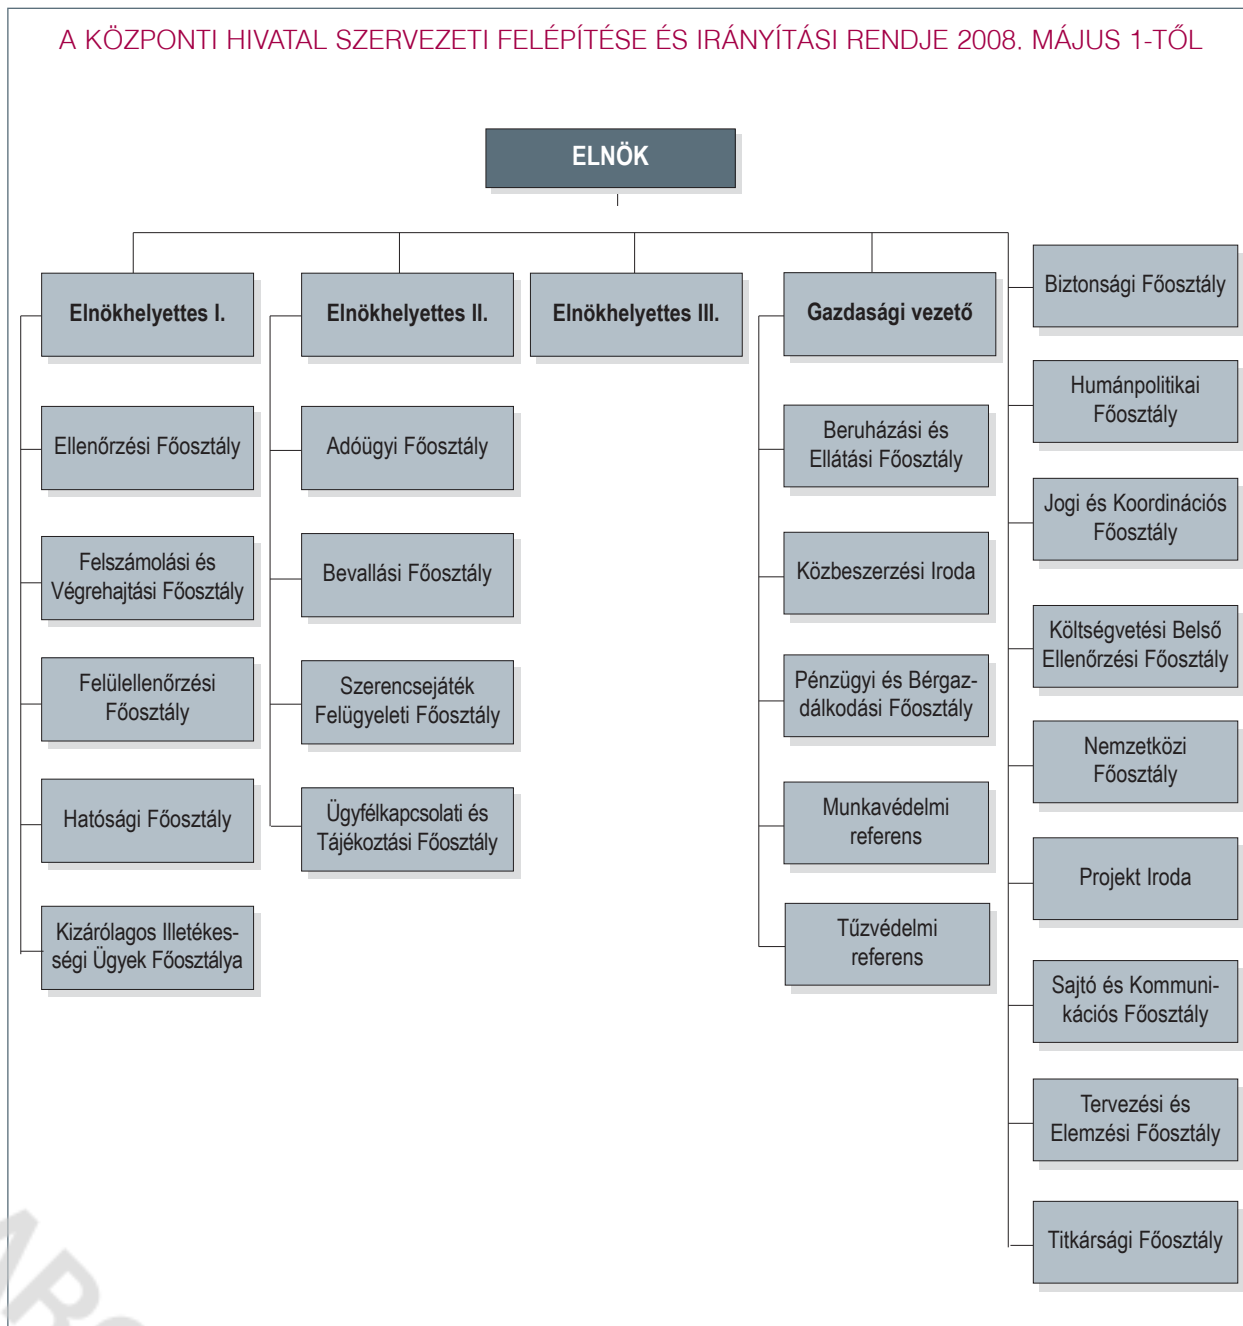 A KÖZPONTI HIVATAL SZERVEZETI FELÉPÍTÉSE ÉS IRÁNYÍTÁSI RENDJE 2008. MÁJUS 1-TŐL
ELNÖK
Elnökhelyettes I.
Ellenőrzési Főosztály
Felszámolási és
Végrehajtási Főosztály
Felülellenőrzési
Főosztály
Hatósági Főosztály
Kizárólagos Illetékes-
ségi Ügyek Főosztálya
Elnökhelyettes II.
Adóügyi Főosztály
Bevallási Főosztály
Szerencsejáték
Felügyeleti Főosztály
Ügyfélkapcsolati és
Tájékoztási Főosztály
Elnökhelyettes III.
Gazdasági vezető
Beruházási és
Ellátási Főosztály
Közbeszerzési Iroda
Pénzügyi és Bérgaz-
dálkodási Főosztály
Munkavédelmi
referens
Tűzvédelmi
referens
Biztonsági Főosztály
Humánpolitikai
Főosztály
Jogi és Koordinációs
Főosztály
Költségvetési Belső
Ellenőrzési Főosztály
Nemzetközi
Főosztály
Projekt Iroda
Sajtó és Kommuni-
kációs Főosztály
Tervezési és
Elemzési Főosztály
Titkársági Főosztály